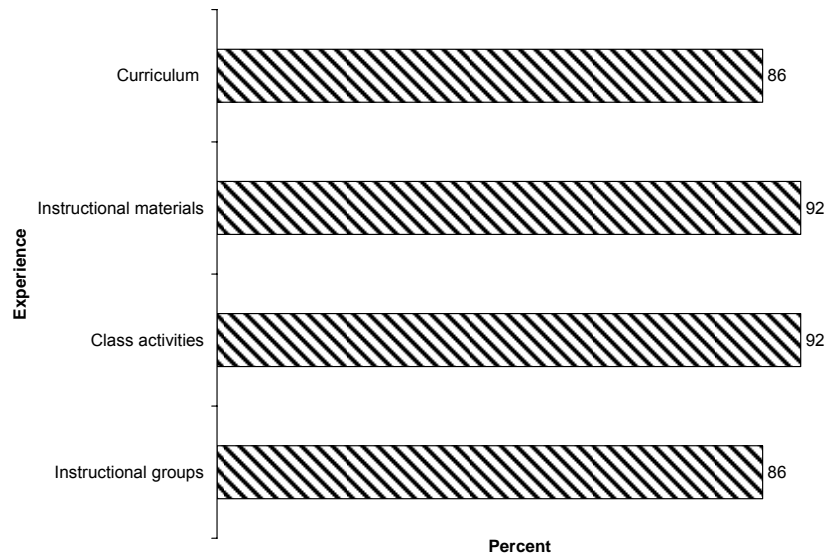 Curriculum 86
Instructional materials 92
Experience
Class activities 92
Instructional groups 86
Percent